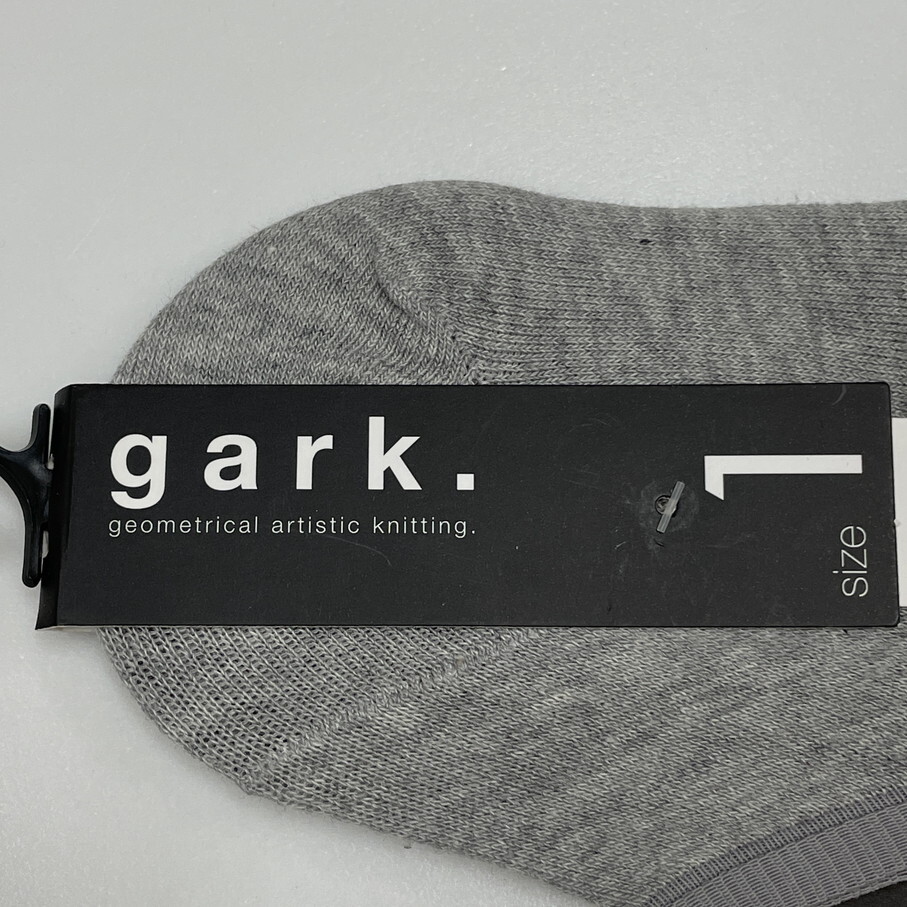 gark.
geometrical artistic knitting.
size 1